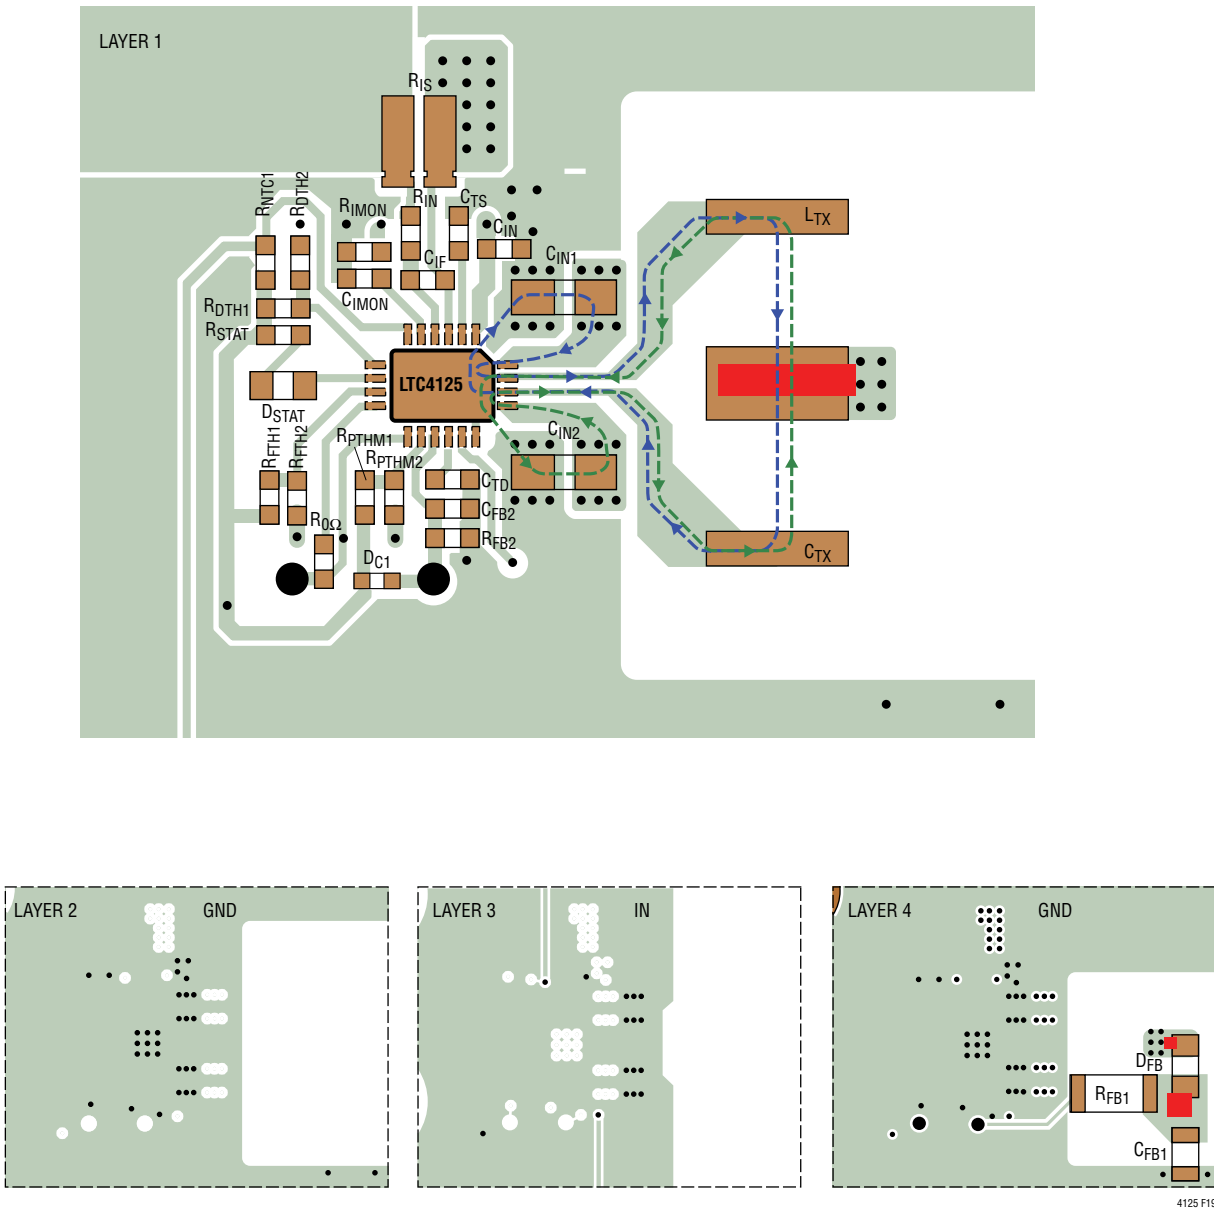 LAYER 1
RIS
RNTC1
RDTH2
RIMON
RIN
CTS
CIN
LTX
CIF
CIN1
CIMON
RDTH1
RSTAT
LTC4125
DSTAT
RFTH1
RFTH2
RPTHM1
RPTHM2
CIN2
CTD
CFB2
R0Ω
RFB2
DC1
CTX
LAYER 2
GND
LAYER 3
IN
LAYER 4
GND
DFB
RFB1
CFB1
4125 F19